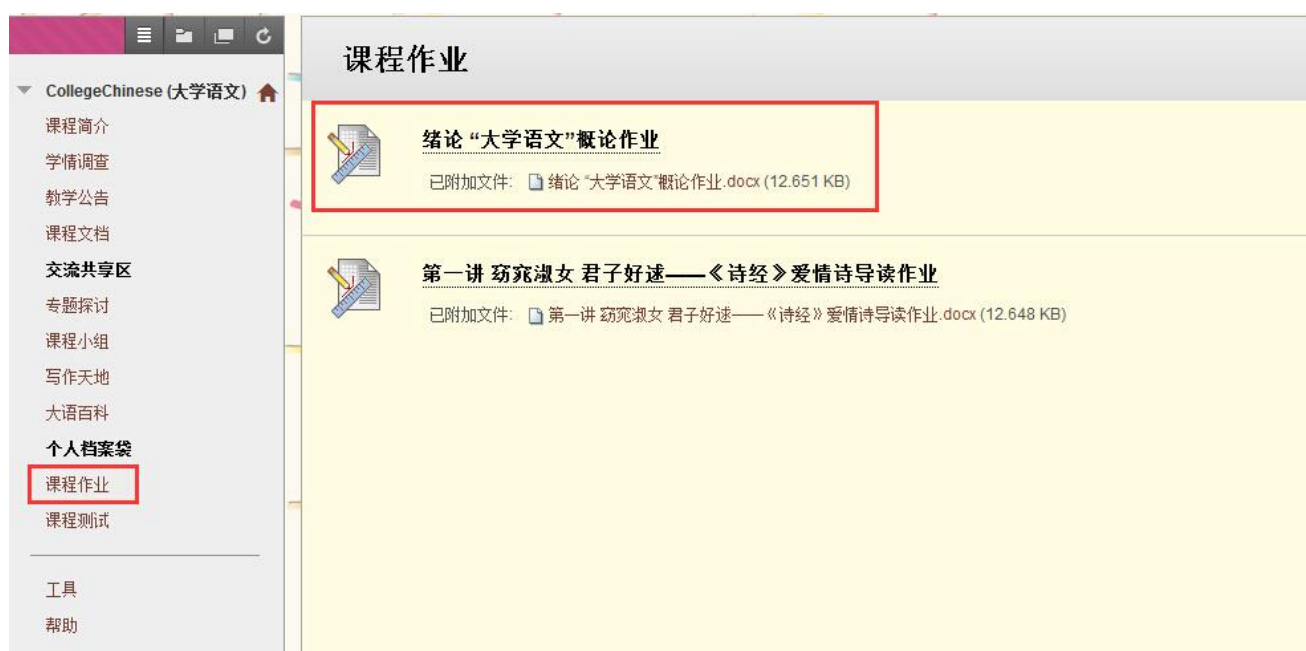 CollegeChinese (大学语文)
课程简介
学情调查
教学公告
课程文档
交流共享区
专题探讨
课程小组
写作天地
大语百科
个人档案袋
课程作业
课程测试
工具
帮助
课程作业
绪论 “大学语文”概论作业
已附加文件: 绪论 “大学语文”概论作业.docx (12.651 KB)
第一讲 窈窕淑女 君子好逑——《诗经》爱情诗导读作业
已附加文件: 第一讲 窈窕淑女 君子好逑——《诗经》爱情诗导读作业.docx (12.648 KB)